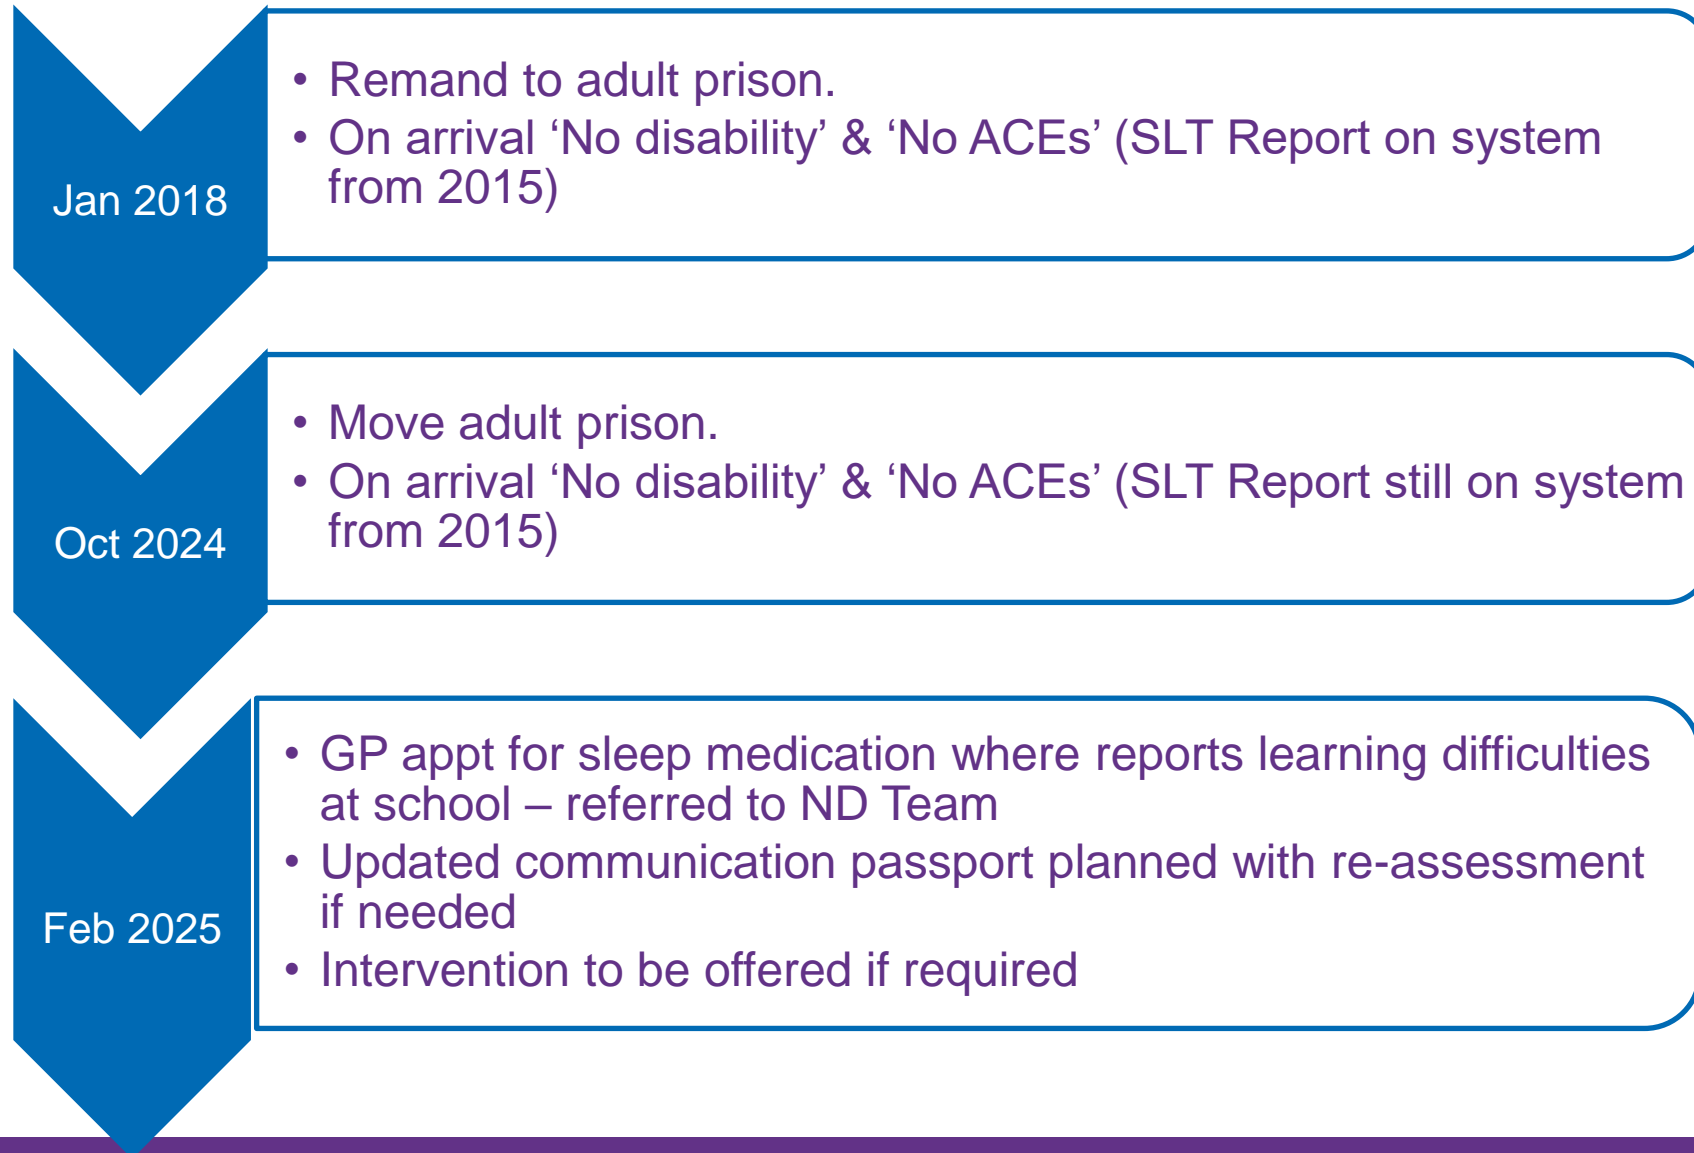 Jan 2018
• Remand to adult prison.
• On arrival ‘No disability’ & ‘No ACEs’ (SLT Report on system
from 2015)
Oct 2024
• Move adult prison.
• On arrival ‘No disability’ & ‘No ACEs’ (SLT Report still on system
from 2015)
Feb 2025
• GP appt for sleep medication where reports learning difficulties
at school – referred to ND Team
• Updated communication passport planned with re-assessment
if needed
• Intervention to be offered if required